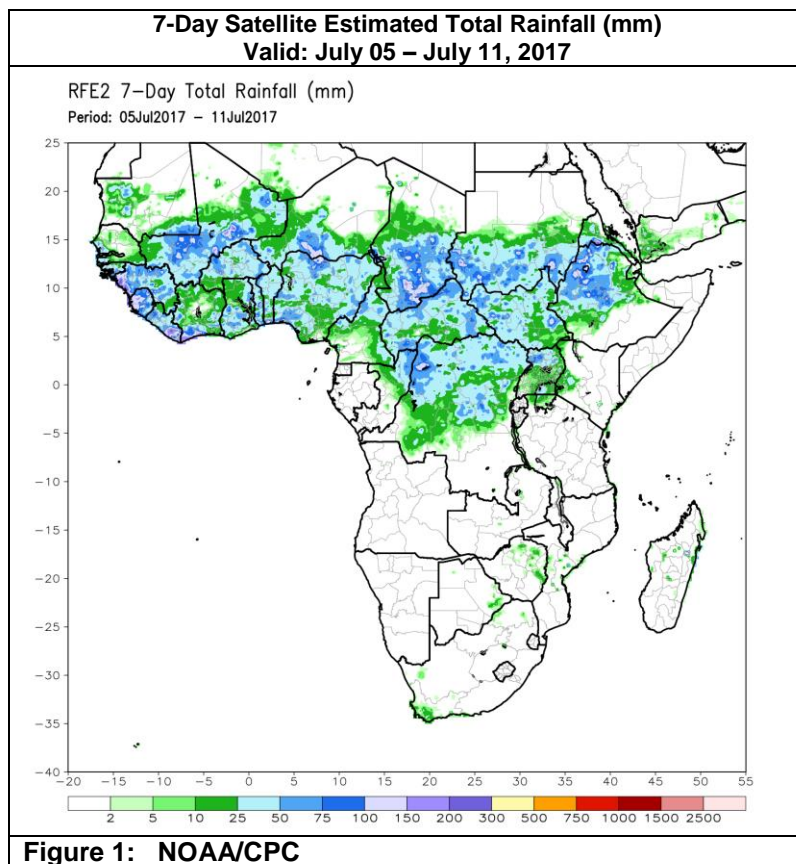 7-Day Satellite Estimated Total Rainfall (mm)
Valid: July 05 – July 11, 2017
RFE2 7-Day Total Rainfall (mm)
Period: 05Jul2017 - 11Jul2017
25
20
15
10
5
0
-5
-10
-15
-20
-25
-30
-35
-40
-20 -15 -10 -5 0 5 10 15 20 25 30 35 40 45 50 55
2 5 10 25 50 75 100 150 200 300 500 750 1000 1500 2500
Figure 1: NOAA/CPC